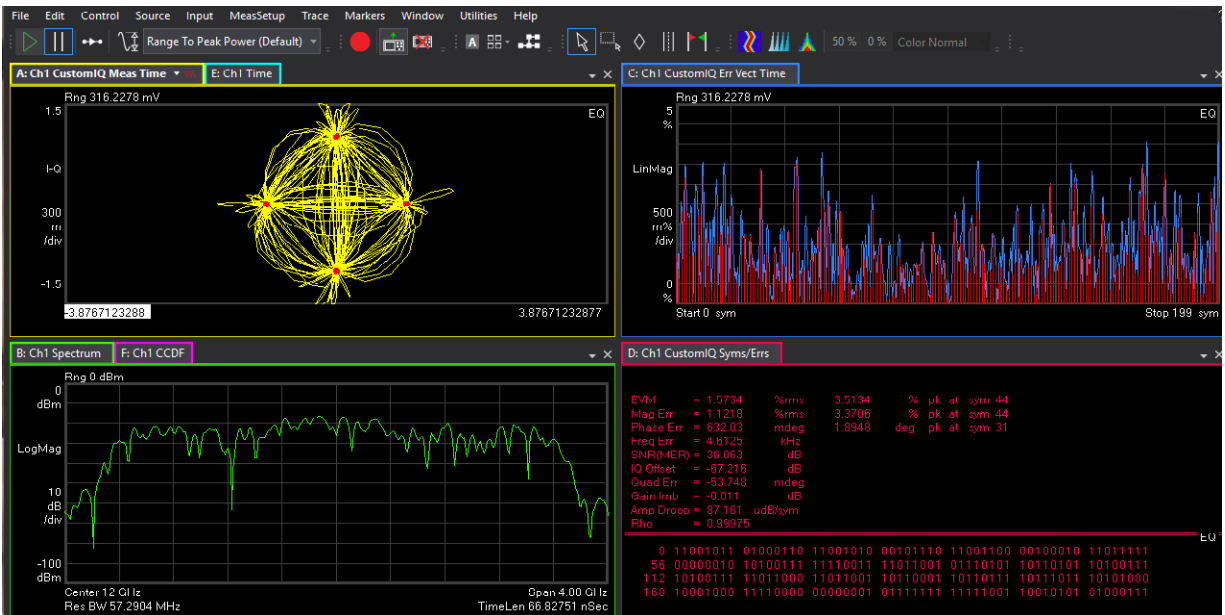 File Edit Control Source Input MeasSetup Trace Markers Window Utilities Help
Range To Peak Power (Default) A 50 % 0 % Color Normal
A: Ch1 CustomIQ Meas Time E: Ch1 Time
Rng 316.2278 mV
1.5
EQ
I-Q
300
m
/div
-1.5
-3.8767123288 3.87671232877
C: Ch1 CustomIQ Err Vect Time
Rng 316.2278 mV
5
%
EQ
LinMag
500
m%
/div
0
%
Start 0 sym Stop 199 sym
B: Ch1 Spectrum F: Ch1 CCDF
Rng 0 dBm
0
dBm
LogMag
10
dB
/div
-100
dBm
Center 12 GHz Span 4.00 GHz
Res BW 57.2904 MHz TimeLen 66.82751 nSec
D: Ch1 CustomIQ Syms/Errs
EVM = 1.5734 %rms 3.5134 % pk at sym 44
Mag Err = 1.1218 %rms 3.3706 % pk at sym 44
Phase Err = 632.03 mdeg 1.8948 deg pk at sym 31
Freq Err = 4.6125 kHz
SNR(MER) = 36.063 dB
IQ Offset = -67.216 dB
Quad Err = -53.748 mdeg
Gain Imb = -0.011 dB
Amp Droop = 87.161 udB/sym
Rho = 0.99975
EQ
0 11001011 01000110 11001010 00101110 11001100 00100010 11011111
56 00000010 10100111 11110011 11011001 01110101 10110101 10100111
112 10100111 11011000 11010011 10110001 10110111 10111011 10101000
160 10001000 11110000 00000001 01111111 11111001 10010101 01000111